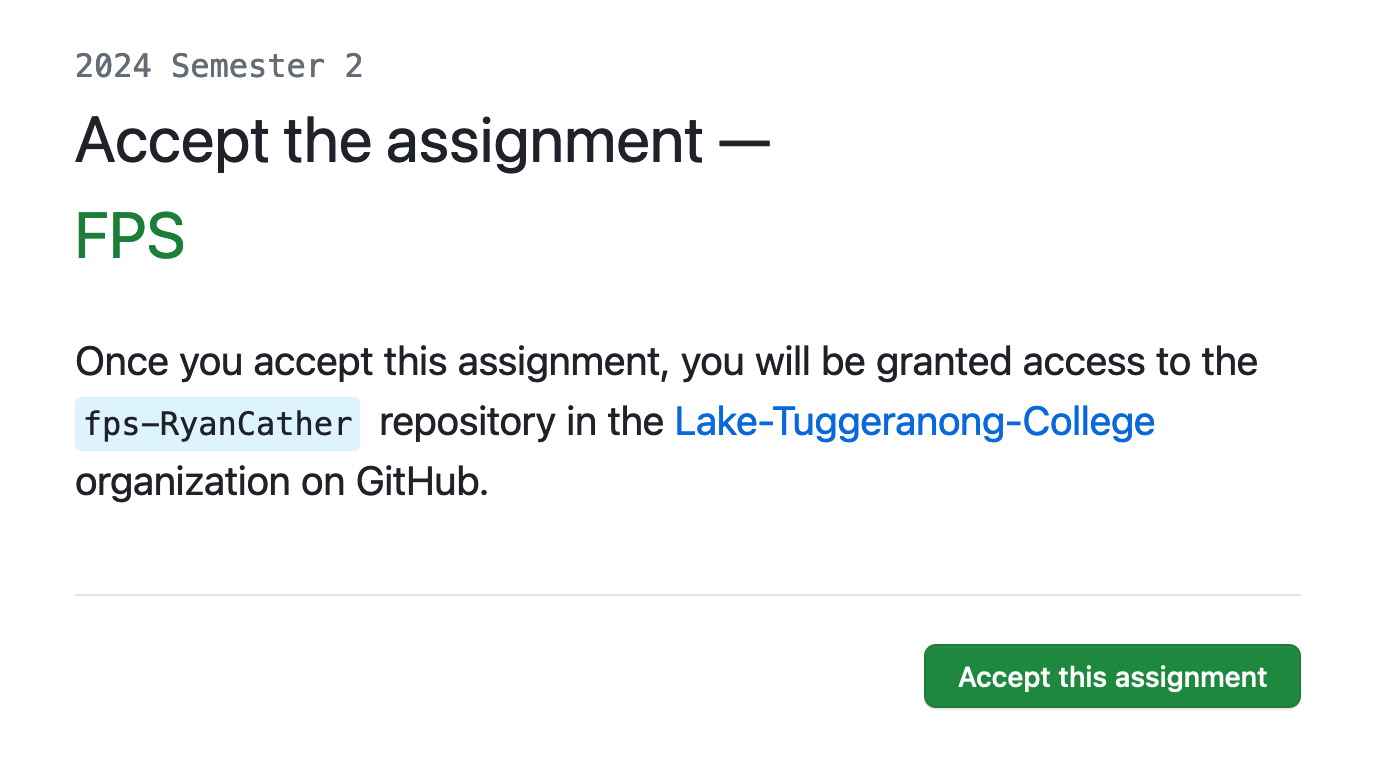 2024 Semester 2
Accept the assignment —
FPS
Once you accept this assignment, you will be granted access to the
fps-RyanCather repository in the Lake-Tuggeranong-College
organization on GitHub.
Accept this assignment